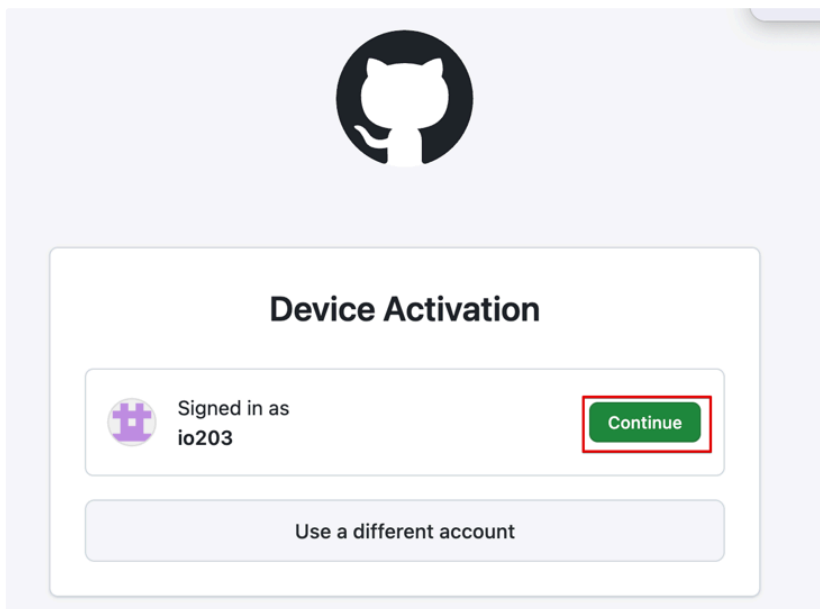 Device Activation
Signed in as
io203
Continue
Use a different account